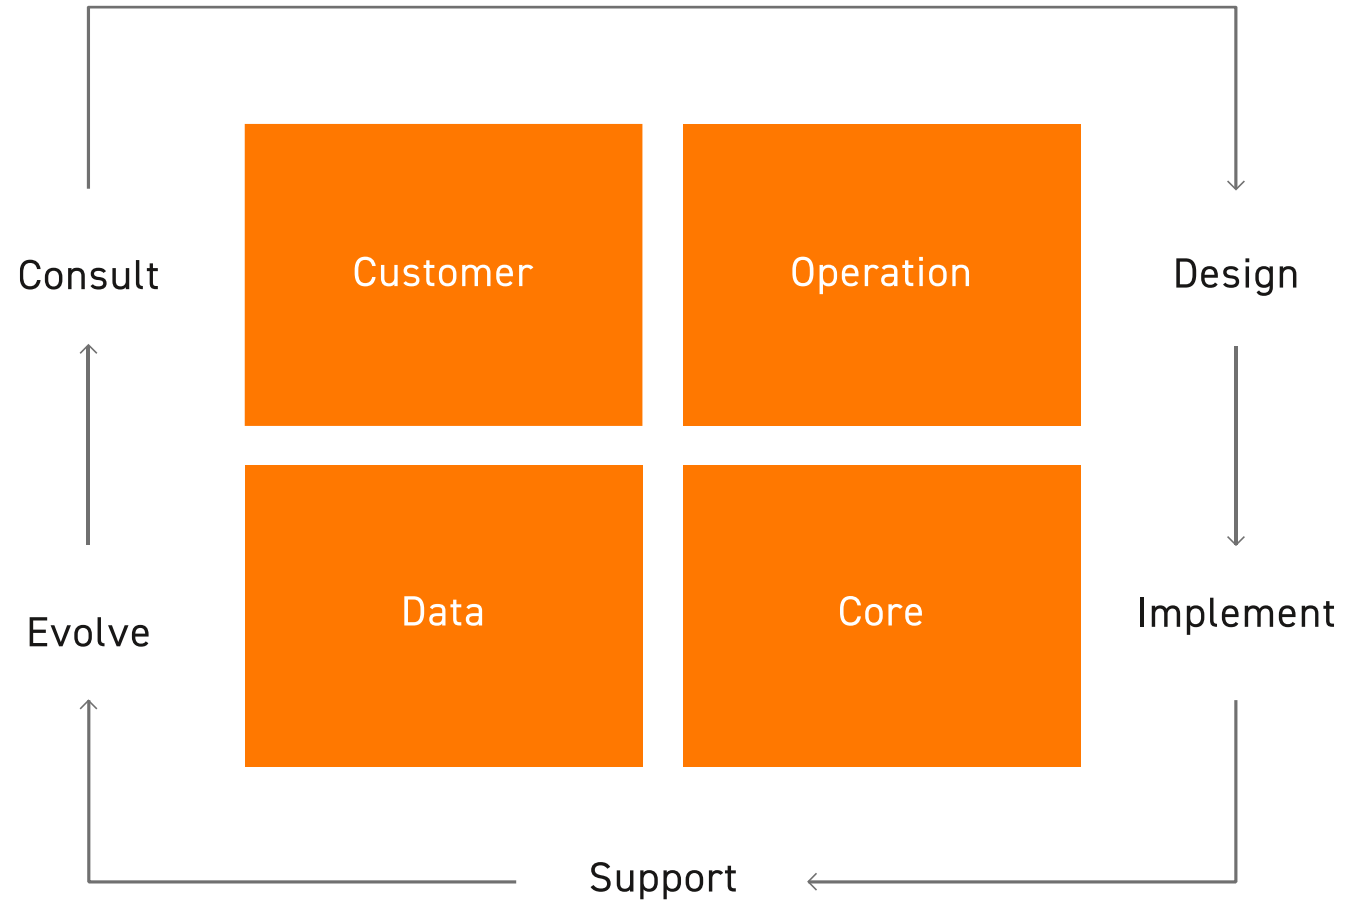 Consult
Customer
Operation
Design
Evolve
Data
Core
Implement
Support